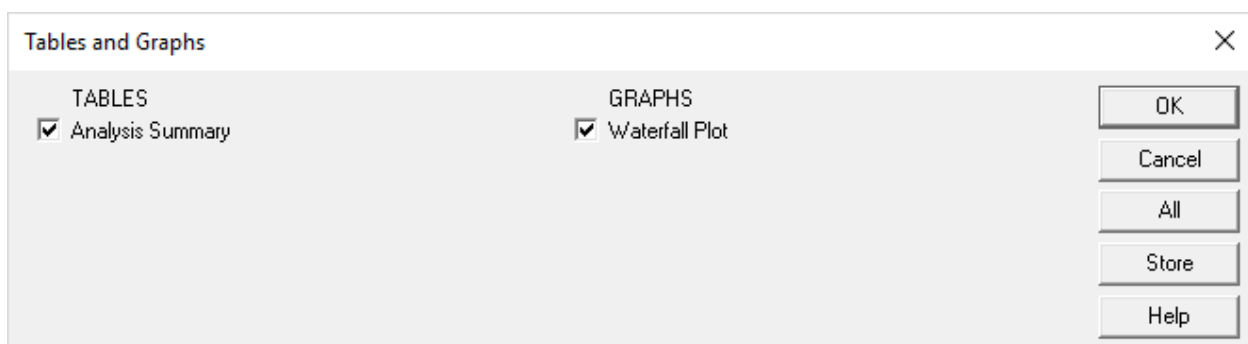 Tables and Graphs
TABLES
Analysis Summary
GRAPHS
Waterfall Plot
OK
Cancel
All
Store
Help